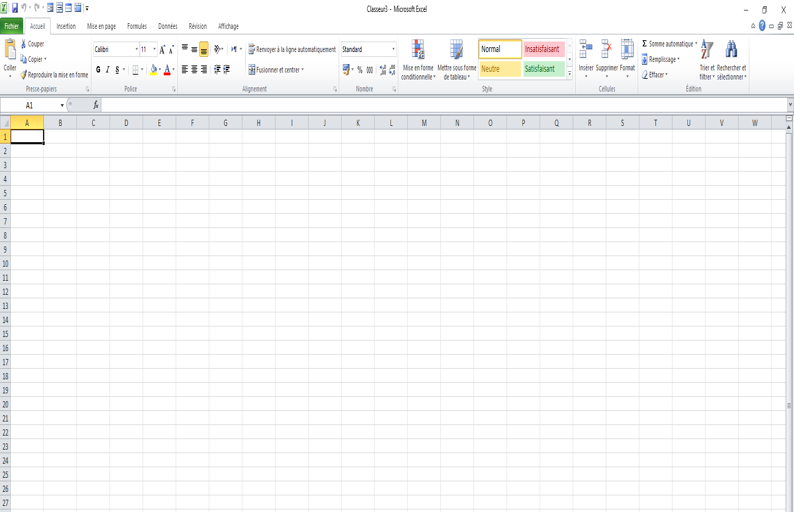 Classeur3 - Microsoft Excel
Fichier Accueil Insertion Mise en page Formules Données Révision Affichage
Coller
Couper
Copier
Reproduire la mise en forme
Presse-papiers
Calibri 11
G I S
Police
Renvoyer à la ligne automatiquement
Fusionner et centrer
Alignement
Standard
% 000
Nombre
Mise en forme conditionnelle
Mettre sous forme de tableau
Normal Insatisfaisant
Neutre Satisfaisant
Style
Insérer Supprimer Format
Cellules
Σ Somme automatique
Remplissage
Effacer
Trier et filtrer
Rechercher et sélectionner
Édition
A1 fx
A B C D E F G H I J K L M N O P Q R S T U V W
1
2
3
4
5
6
7
8
9
10
11
12
13
14
15
16
17
18
19
20
21
22
23
24
25
26
27